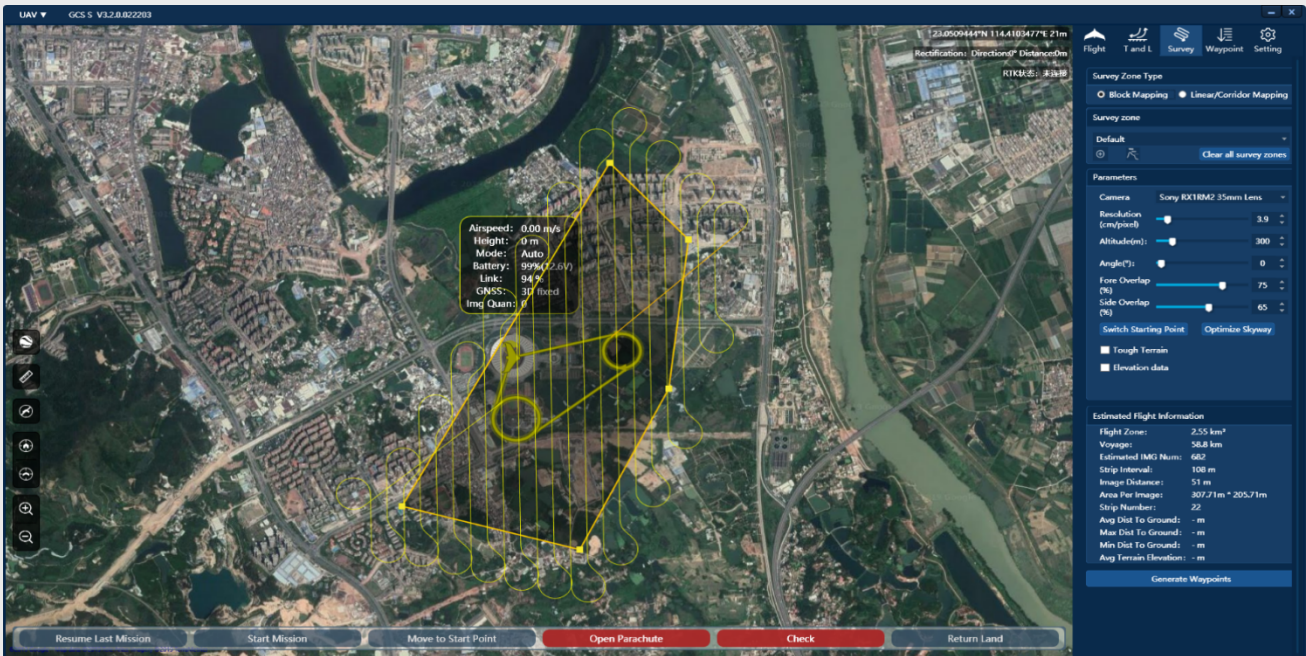 UAV ▼ GCS S V3.2.0.022203
23.0509444°N 114.4103477°E 21m
Rectification: Direction:0° Distance:0m
RTK状态: 未连接
Flight T and L Survey Waypoint Setting
Survey Zone Type
Block Mapping Linear/Corridor Mapping
Survey zone
Default
Clear all survey zones
Parameters
Camera Sony RX1RM2 35mm Lens
Resolution (cm/pixel) 3.9
Altitude(m): 300
Angle(°): 0
Fore Overlap (%) 75
Side Overlap (%) 65
Switch Starting Point Optimize Skyway
Tough Terrain
Elevation data
Estimated Flight Information
Flight Zone: 2.55 km²
Voyage: 58.8 km
Estimated IMG Num: 682
Strip Interval: 108 m
Image Distance: 51 m
Area Per Image: 307.71m * 205.71m
Strip Number: 22
Avg Dist To Ground: - m
Max Dist To Ground: - m
Min Dist To Ground: - m
Avg Terrain Elevation: - m
Generate Waypoints
Airspeed: 0.00 m/s
Height: 0 m
Mode: Auto
Battery: 99%(12.6V)
Link: 94 %
GNSS: 3D fixed
Img Quan: 0
Resume Last Mission Start Mission Move to Start Point Open Parachute Check Return Land